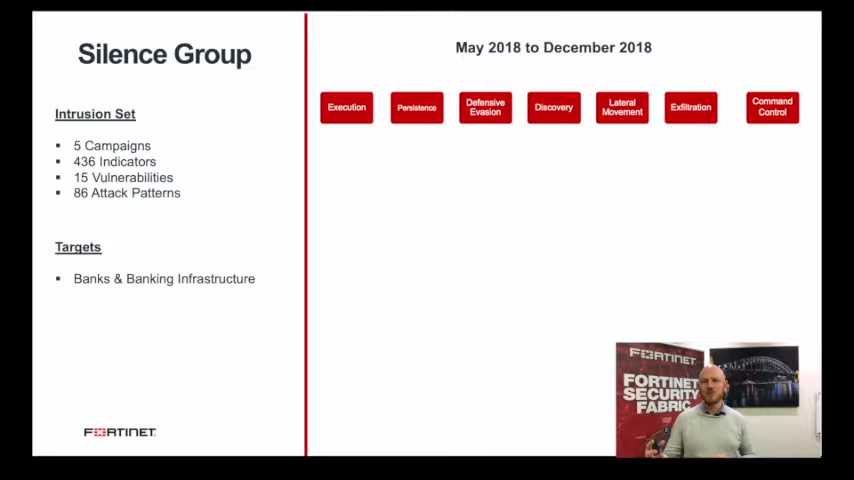 Silence Group
Intrusion Set
5 Campaigns
436 Indicators
15 Vulnerabilities
86 Attack Patterns
Targets
Banks & Banking Infrastructure
FORTINET
May 2018 to December 2018
Execution
Persistence
Defensive
Evasion
Discovery
Lateral
Movement
Exfiltration
Command
Control
FORTINET
FORTINET
SECURITY
FABRIC